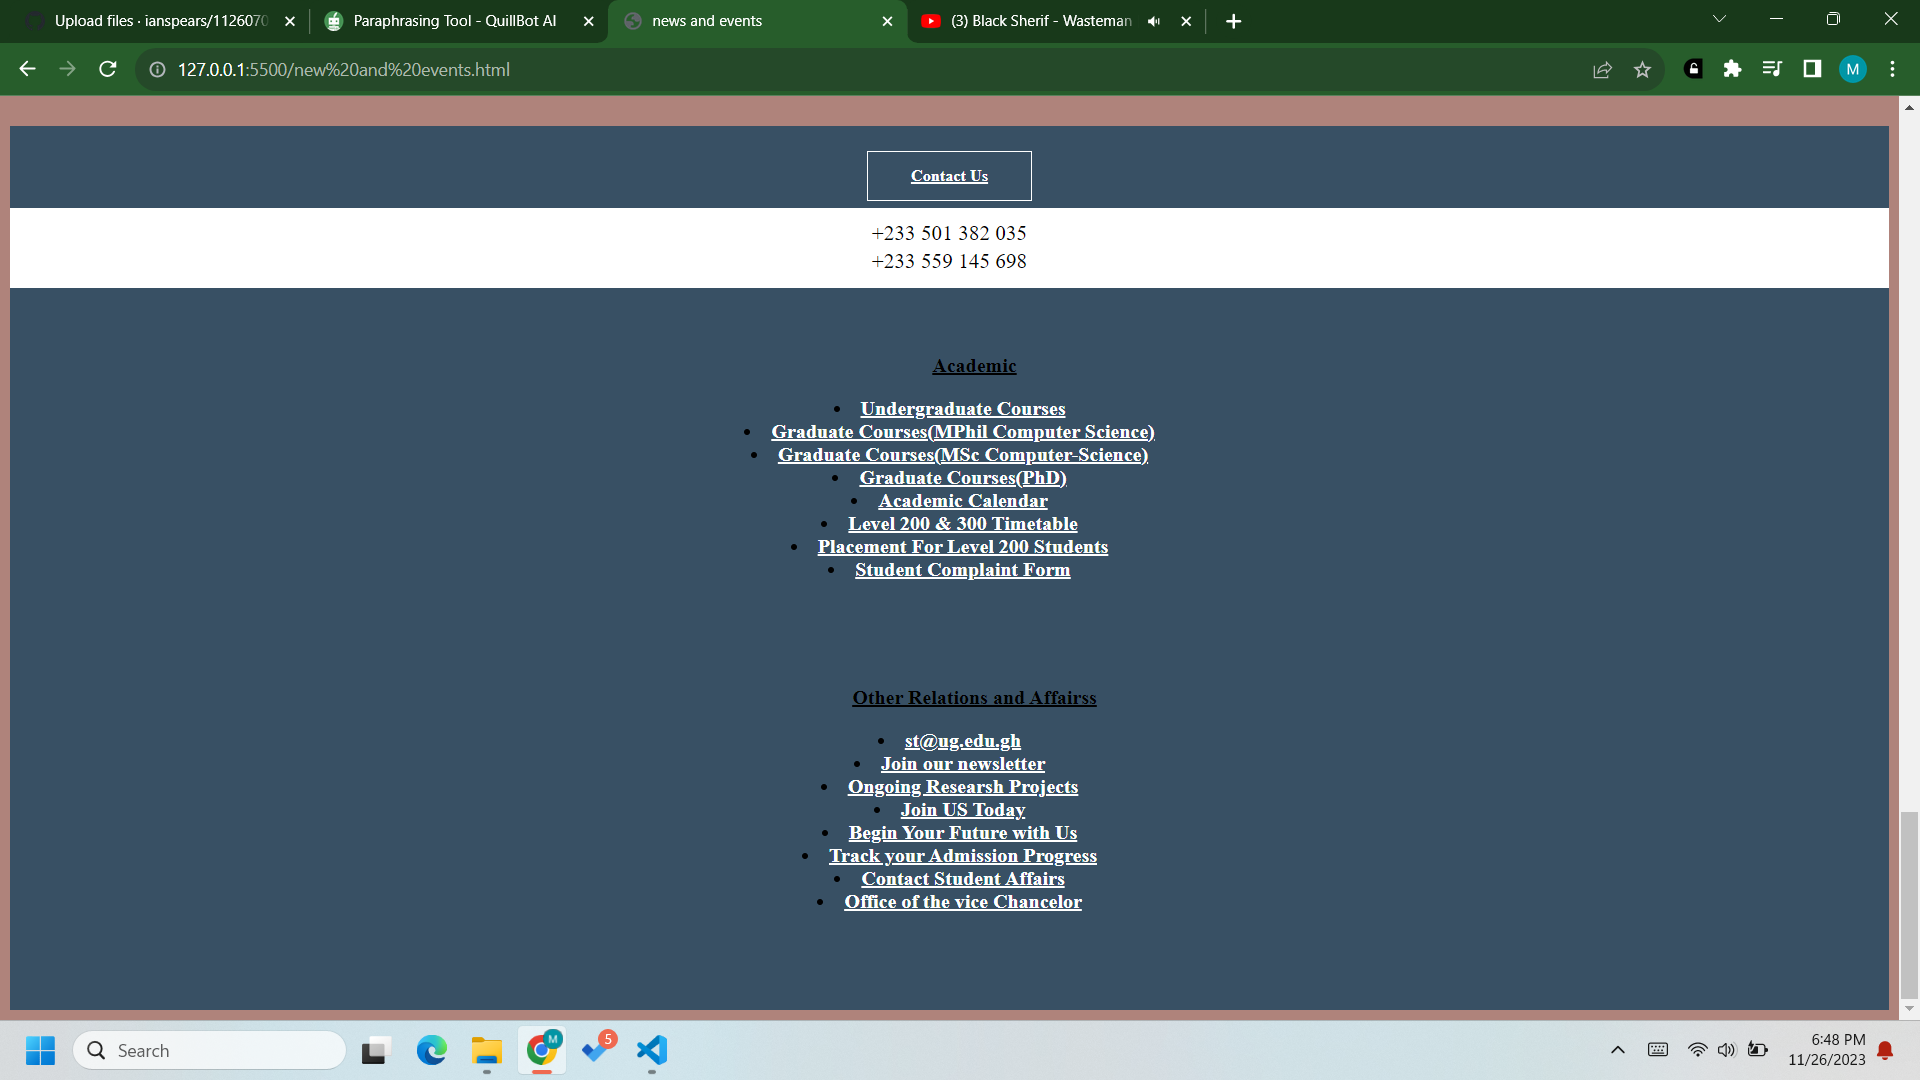 Upload files · ianspears/1126070
Paraphrasing Tool - QuillBot AI
news and events
(3) Black Sherif - Wasteman
127.0.0.1:5500/new%20and%20events.html
M
Contact Us
+233 501 382 035
+233 559 145 698
Academic
Undergraduate Courses
Graduate Courses(MPhil Computer Science)
Graduate Courses(MSc Computer-Science)
Graduate Courses(PhD)
Academic Calendar
Level 200 & 300 Timetable
Placement For Level 200 Students
Student Complaint Form
Other Relations and Affairss
st@ug.edu.gh
Join our newsletter
Ongoing Researsh Projects
Join US Today
Begin Your Future with Us
Track your Admission Progress
Contact Student Affairs
Office of the vice Chancelor
Search
M
5
6:48 PM
11/26/2023